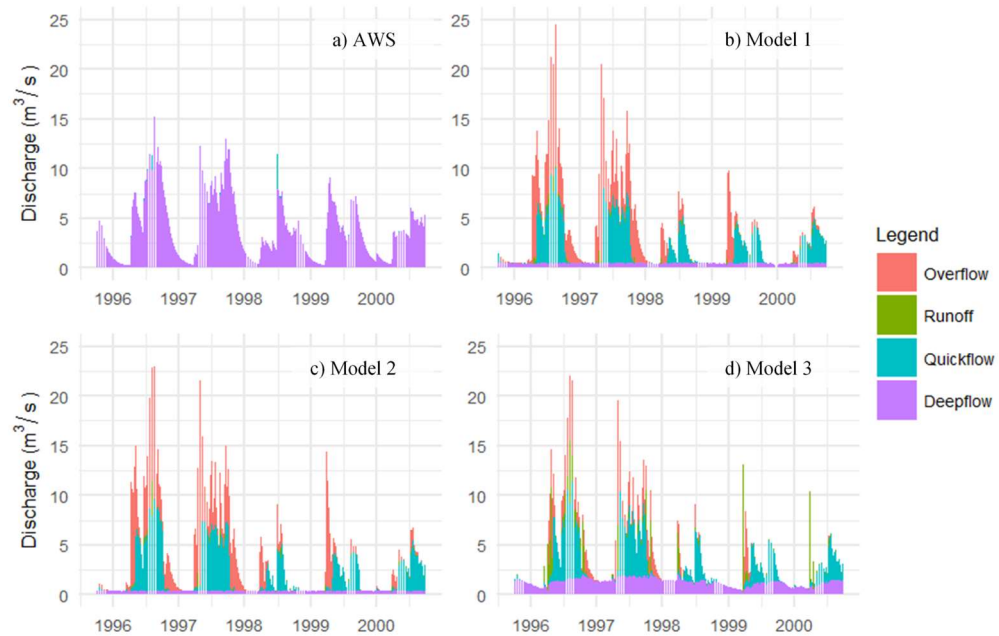 a) AWS
Discharge (m³/ s)
25
20
15
10
5
0
1996 1997 1998 1999 2000
b) Model 1
25
20
15
10
5
0
1996 1997 1998 1999 2000
c) Model 2
Discharge (m³/ s)
25
20
15
10
5
0
1996 1997 1998 1999 2000
d) Model 3
25
20
15
10
5
0
1996 1997 1998 1999 2000
Legend
Overflow
Runoff
Quickflow
Deepflow